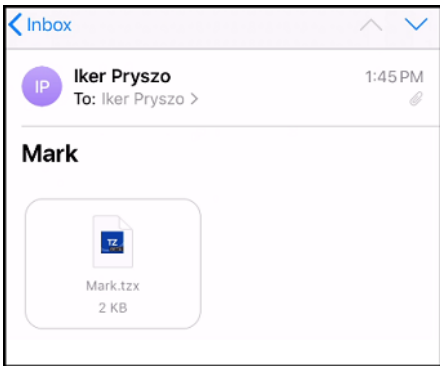 Inbox
IP
Iker Pryszo
1:45 PM
To: Iker Pryszo >
Mark
TZ
Mark.tzx
2 KB